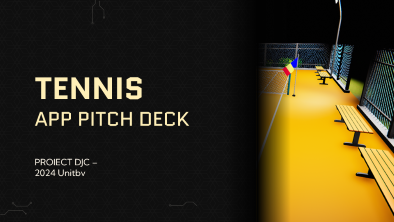 TENNIS
APP PITCH DECK
PROIECT DJC –
2024 Unitbv